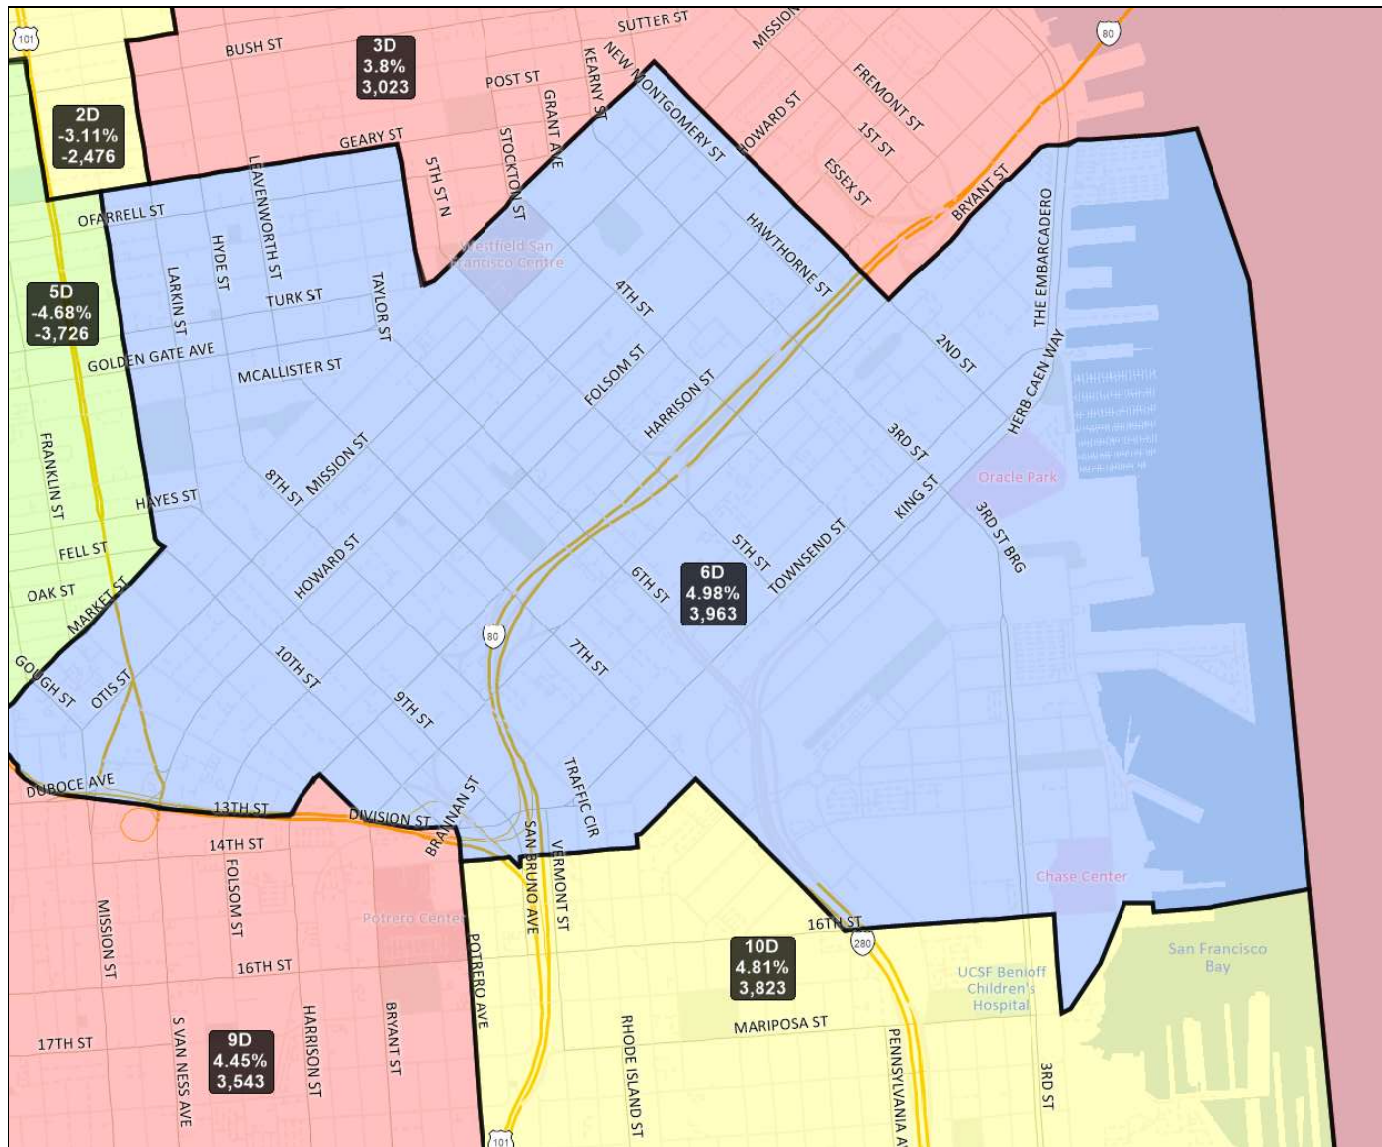 SUTTER ST
MISSION
80
101
BUSH ST
3D
3.8%
3,023
KEARNY ST
NEW MONTGOMERY ST
POST ST
FREMONT ST
GRANT AVE
HOWARD ST
2D
-3.11%
-2,476
GEARY ST
STOCKTON ST
1ST ST
LEAVENWORTH ST
5TH ST N
ESSEX ST
BRYANT ST
OFARRELL ST
THE EMBARCADERO
HYDE ST
Westfield San
Francisco Centre
HAWTHORNE ST
LARKIN ST
TAYLOR ST
5D
-4.68%
-3,726
TURK ST
4TH ST
GOLDEN GATE AVE
2ND ST
MCALLISTER ST
FOLSOM ST
HERB CAEN WAY
HARRISON ST
FRANKLIN ST
3RD ST
8TH ST
MISSION ST
Oracle Park
HAYES ST
KING ST
3RD ST BRG
FELL ST
HOWARD ST
5TH ST
TOWNSEND ST
OAK ST
MARKET ST
6TH ST
6D
4.98%
3,963
80
GOUGH ST
OTIS ST
10TH ST
7TH ST
9TH ST
TRAFFIC CIR
DUBOCE AVE
13TH ST
DIVISION ST
BRANNAN ST
SAN BRUNO AVE
VERMONT ST
14TH ST
FOLSOM ST
Chase Center
MISSION ST
Potrero Center
16TH ST
POTRERO AVE
10D
4.81%
3,823
280
San Francisco
Bay
16TH ST
UCSF Benioff
Children's
Hospital
S VAN NESS AVE
HARRISON ST
BRYANT ST
RHODE ISLAND ST
MARIPOSA ST
PENNSYLVANIA AV
17TH ST
9D
4.45%
3,543
3RD ST
101